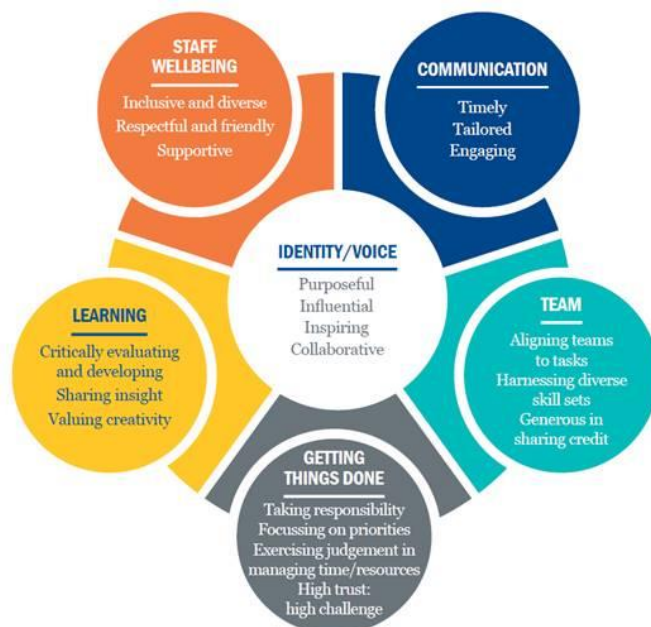 STAFF
WELLBEING
Inclusive and diverse
Respectful and friendly
Supportive
COMMUNICATION
Timely
Tailored
Engaging
IDENTITY/VOICE
Purposeful
Influential
Inspiring
Collaborative
LEARNING
Critically evaluating
and developing
Sharing insight
Valuing creativity
TEAM
Aligning teams
to tasks
Harnessing diverse
skill sets
Generous in
sharing credit
GETTING
THINGS DONE
Taking responsibility
Focussing on priorities
Exercising judgement in
managing time/resources
High trust:
high challenge